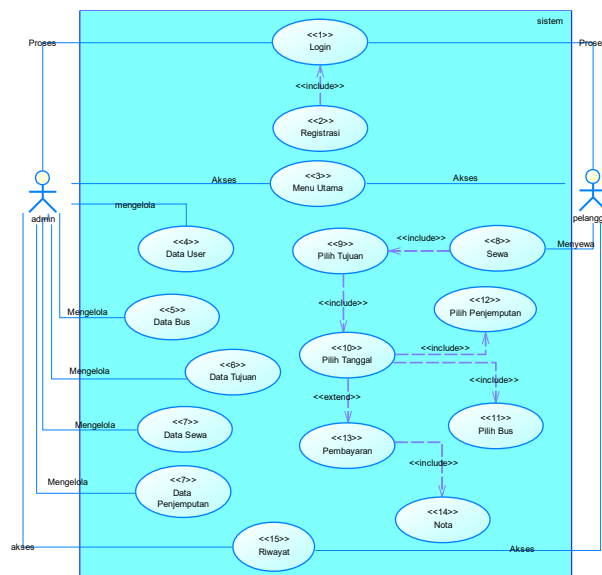 sistem
<<1>>
Login
Proses
Prose
<<include>>
<<2>>
Registrasi
<<3>>
Menu Utama
Akses
Akses
admin
pelangg
mengelola
<<4>>
Data User
<<9>>
Pilih Tujuan
<<include>>
<<8>>
Sewa
Menyewa
<<5>>
Data Bus
Mengelola
<<include>>
<<12>>
Pilih Penjemputan
<<6>>
Data Tujuan
Mengelola
<<10>>
Pilih Tanggal
<<include>>
<<include>>
<<extend>>
<<11>>
Pilih Bus
<<7>>
Data Sewa
Mengelola
<<13>>
Pembayaran
<<include>>
<<7>>
Data
Penjemputan
Mengelola
<<14>>
Nota
<<15>>
Riwayat
akses
Akses